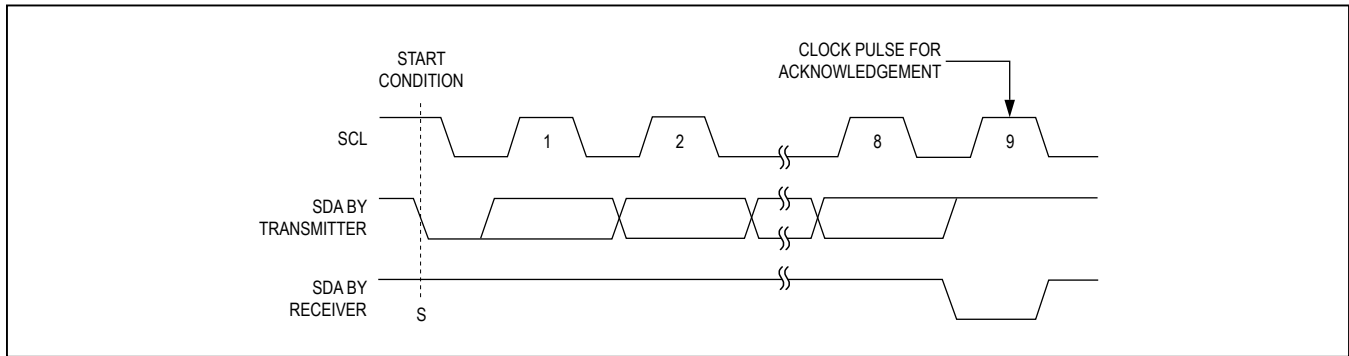 START
CONDITION
CLOCK PULSE FOR
ACKNOWLEDGEMENT
SCL
1
2
8
9
SDA BY
TRANSMITTER
SDA BY
RECEIVER
S